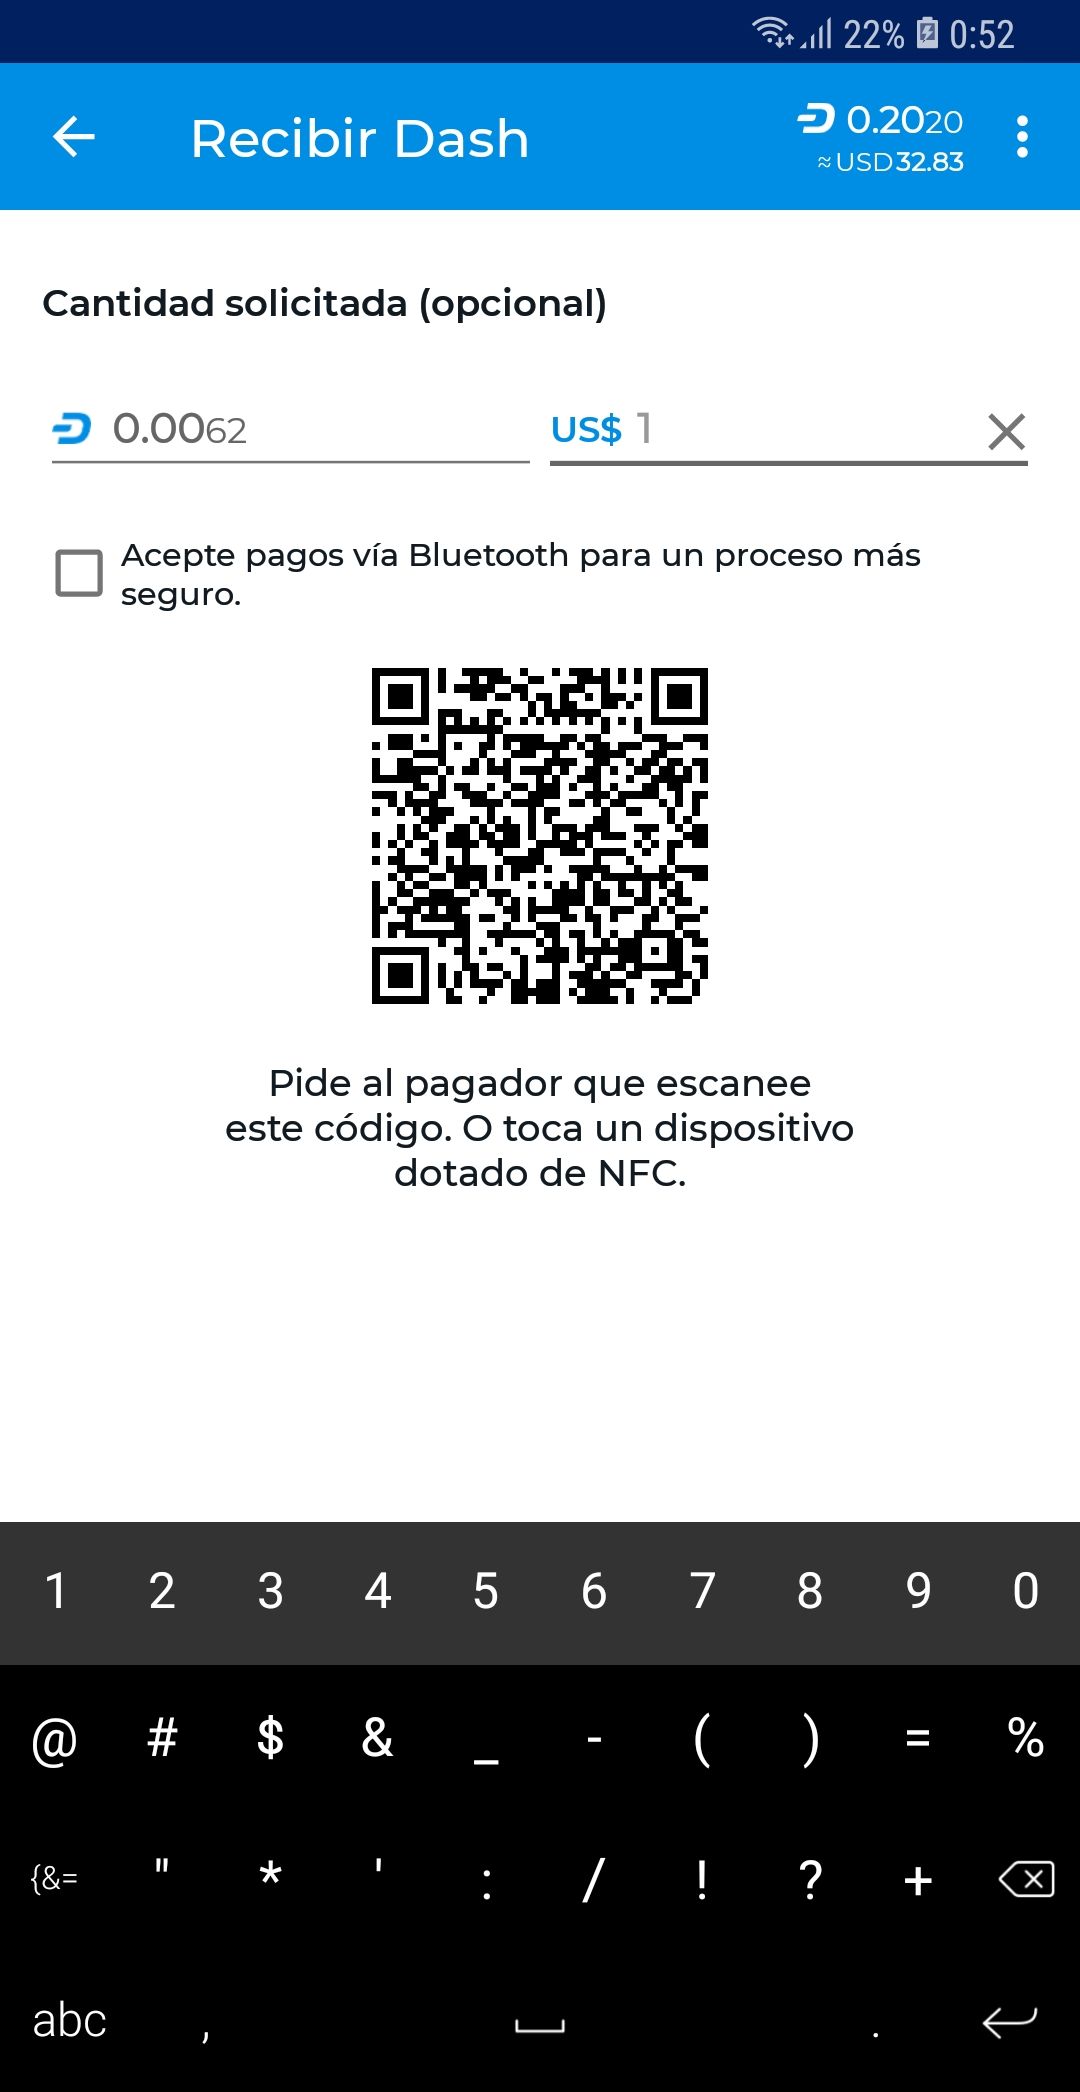 22% 0:52
Recibir Dash
0.2020
≈USD32.83
Cantidad solicitada (opcional)
0.0062 US$ 1
Acepte pagos vía Bluetooth para un proceso más
seguro.
Pide al pagador que escanee
este código. O toca un dispositivo
dotado de NFC.
1 2 3 4 5 6 7 8 9 0
@ # $ & _ - ( ) = %
{&= " * ' : / ! ? +
abc , .